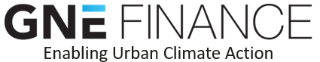 GNE FINANCE
Enabling Urban Climate Action